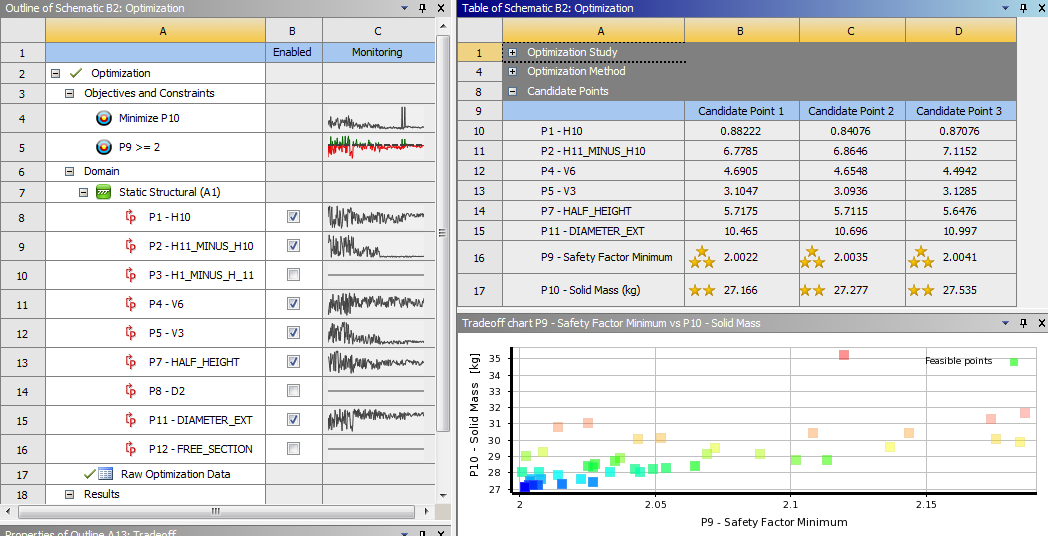 Outline of Schematic B2: Optimization
A B C
1 Enabled Monitoring
2 Optimization
3 Objectives and Constraints
4 Minimize P10
5 P9 >= 2
6 Domain
7 Static Structural (A1)
8 P1 - H10
9 P2 - H11_MINUS_H10
10 P3 - H1_MINUS_H_11
11 P4 - V6
12 P5 - V3
13 P7 - HALF_HEIGHT
14 P8 - D2
15 P11 - DIAMETER_EXT
16 P12 - FREE_SECTION
17 Raw Optimization Data
18 Results
Properties of Outline A13: Tradeoff
Table of Schematic B2: Optimization
A B C D
1 Optimization Study
4 Optimization Method
8 Candidate Points
9 Candidate Point 1 Candidate Point 2 Candidate Point 3
10 P1 - H10 0.88222 0.84076 0.87076
11 P2 - H11_MINUS_H10 6.7785 6.8646 7.1152
12 P4 - V6 4.6905 4.6548 4.4942
13 P5 - V3 3.1047 3.0936 3.1285
14 P7 - HALF_HEIGHT 5.7175 5.7115 5.6476
15 P11 - DIAMETER_EXT 10.465 10.696 10.997
16 P9 - Safety Factor Minimum 2.0022 2.0035 2.0041
17 P10 - Solid Mass (kg) 27.166 27.277 27.535
Tradeoff chart P9 - Safety Factor Minimum vs P10 - Solid Mass
P10 - Solid Mass [kg]
35
34
33
32
31
30
29
28
27
Feasible points
2 2.05 2.1 2.15
P9 - Safety Factor Minimum